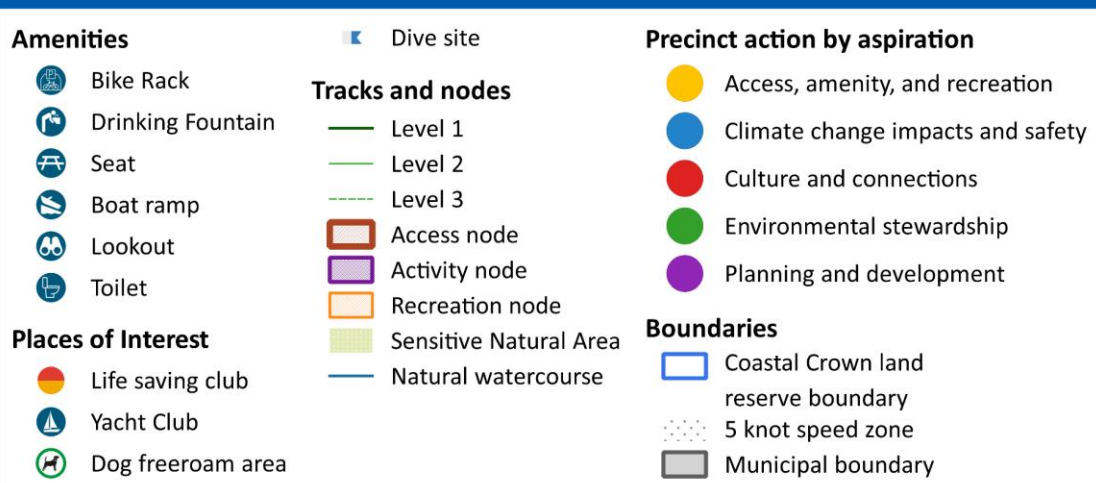 Amenities
Bike Rack
Drinking Fountain
Seat
Boat ramp
Lookout
Toilet
Places of Interest
Life saving club
Yacht Club
Dog freeroam area
Dive site
Tracks and nodes
Level 1
Level 2
Level 3
Access node
Activity node
Recreation node
Sensitive Natural Area
Natural watercourse
Precinct action by aspiration
Access, amenity, and recreation
Climate change impacts and safety
Culture and connections
Environmental stewardship
Planning and development
Boundaries
Coastal Crown land
reserve boundary
5 knot speed zone
Municipal boundary